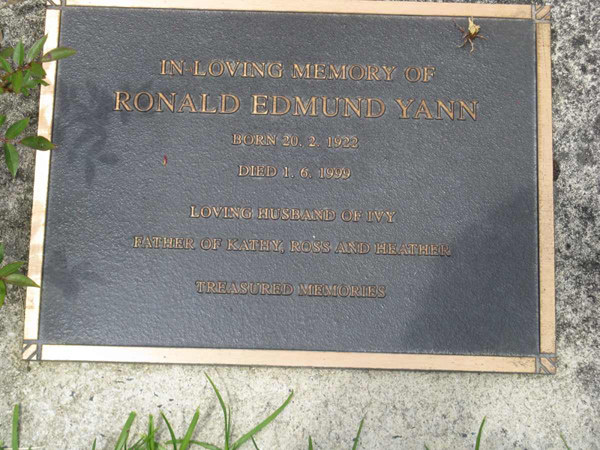 IN LOVING MEMORY OF
RONALD EDMUND YANN
BORN 20. 2. 1922
DIED 1. 6. 1999
LOVING HUSBAND OF IVY
FATHER OF KATHY, ROSS AND HEATHER
TREASURED MEMORIES